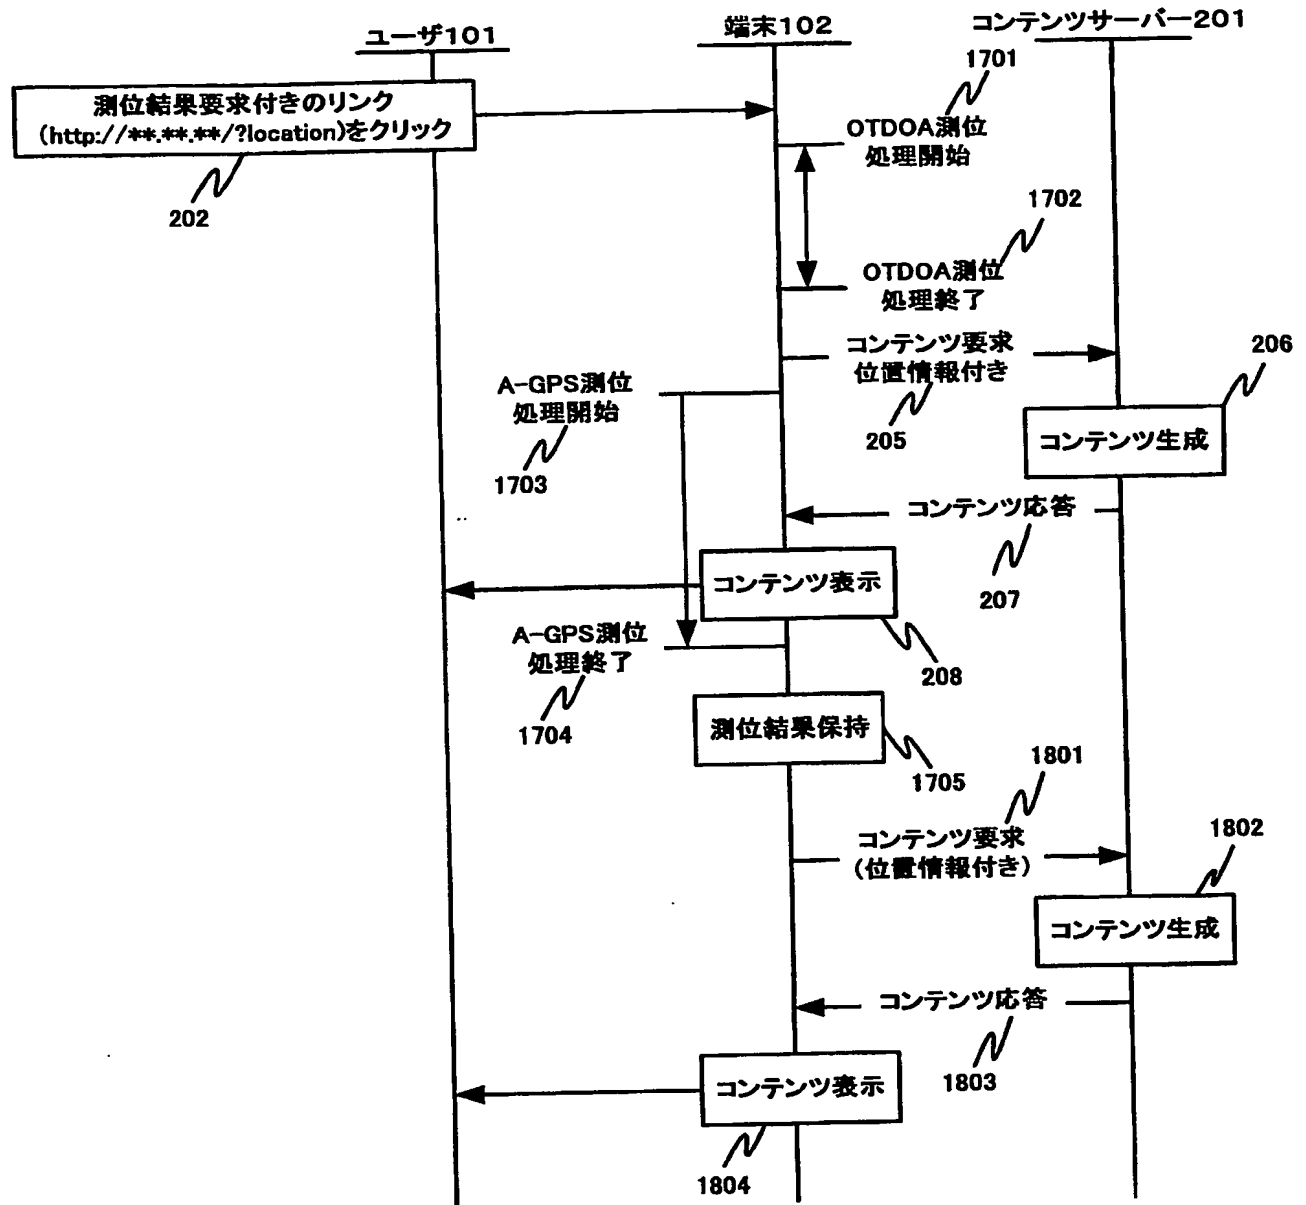 ユーザ101
端末102
コンテンツサーバー201
測位結果要求付きのリンク
(http://**.**.**/?location)をクリック
202
1701
OTDOA測位
処理開始
1702
OTDOA測位
処理終了
コンテンツ要求
位置情報付き
205
206
コンテンツ生成
A-GPS測位
処理開始
1703
コンテンツ応答
207
コンテンツ表示
208
A-GPS測位
処理終了
1704
測位結果保持
1705
1801
コンテンツ要求
(位置情報付き)
1802
コンテンツ生成
コンテンツ応答
1803
コンテンツ表示
1804